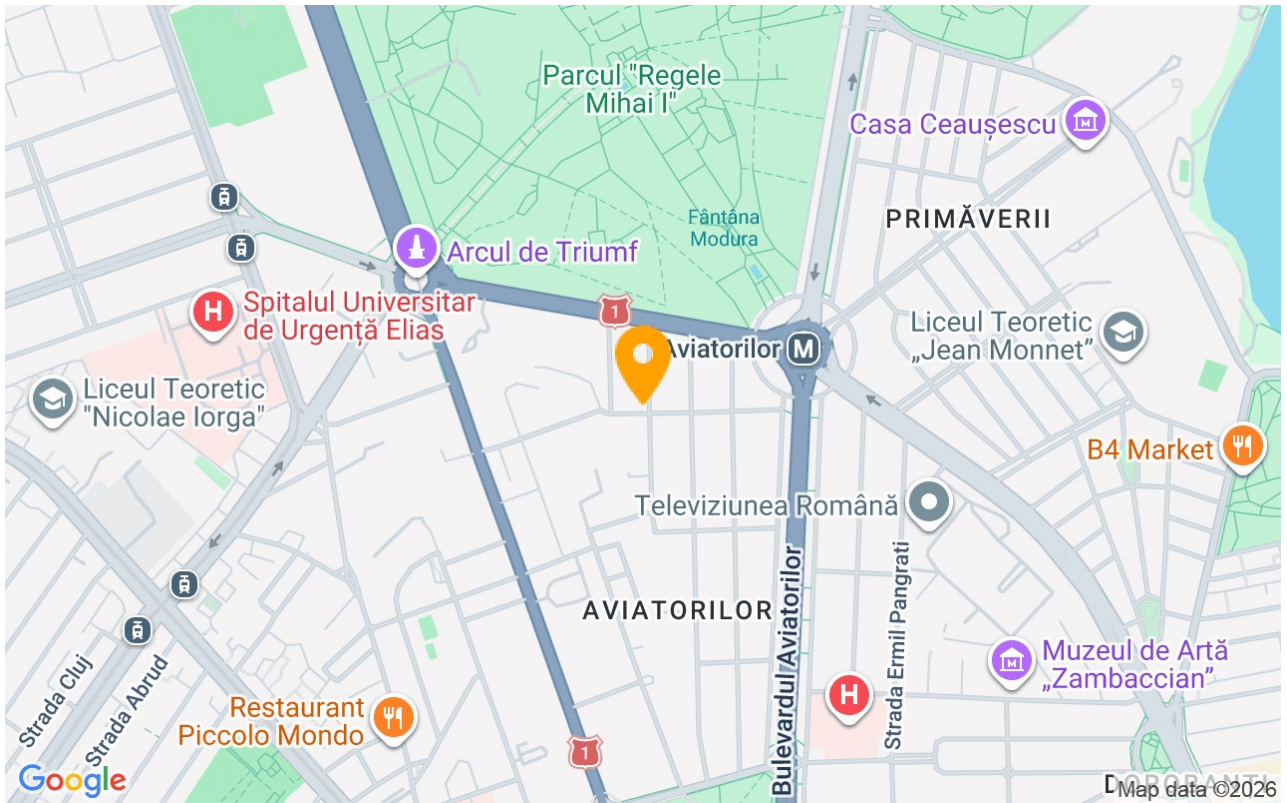 Parcul "Regele
Mihai I"
Casa Ceaușescu
PRIMĂVERII
Fântâna
Modura
Arcul de Triumf
Spitalul Universitar
de Urgență Elias
1
Liceul Teoretic
„Jean Monnet”
Aviatorilor
M
H
Liceul Teoretic
"Nicolae Iorga"
B4 Market
Televiziunea Română
Bulevardul Aviatorilor
Strada Ermil Pangrati
AVIATORILOR
Muzeul de Artă
„Zambaccian”
H
Strada Cluj
Strada Abrud
Restaurant
Piccolo Mondo
1
Google
DOROBANȚI
Map data ©2026